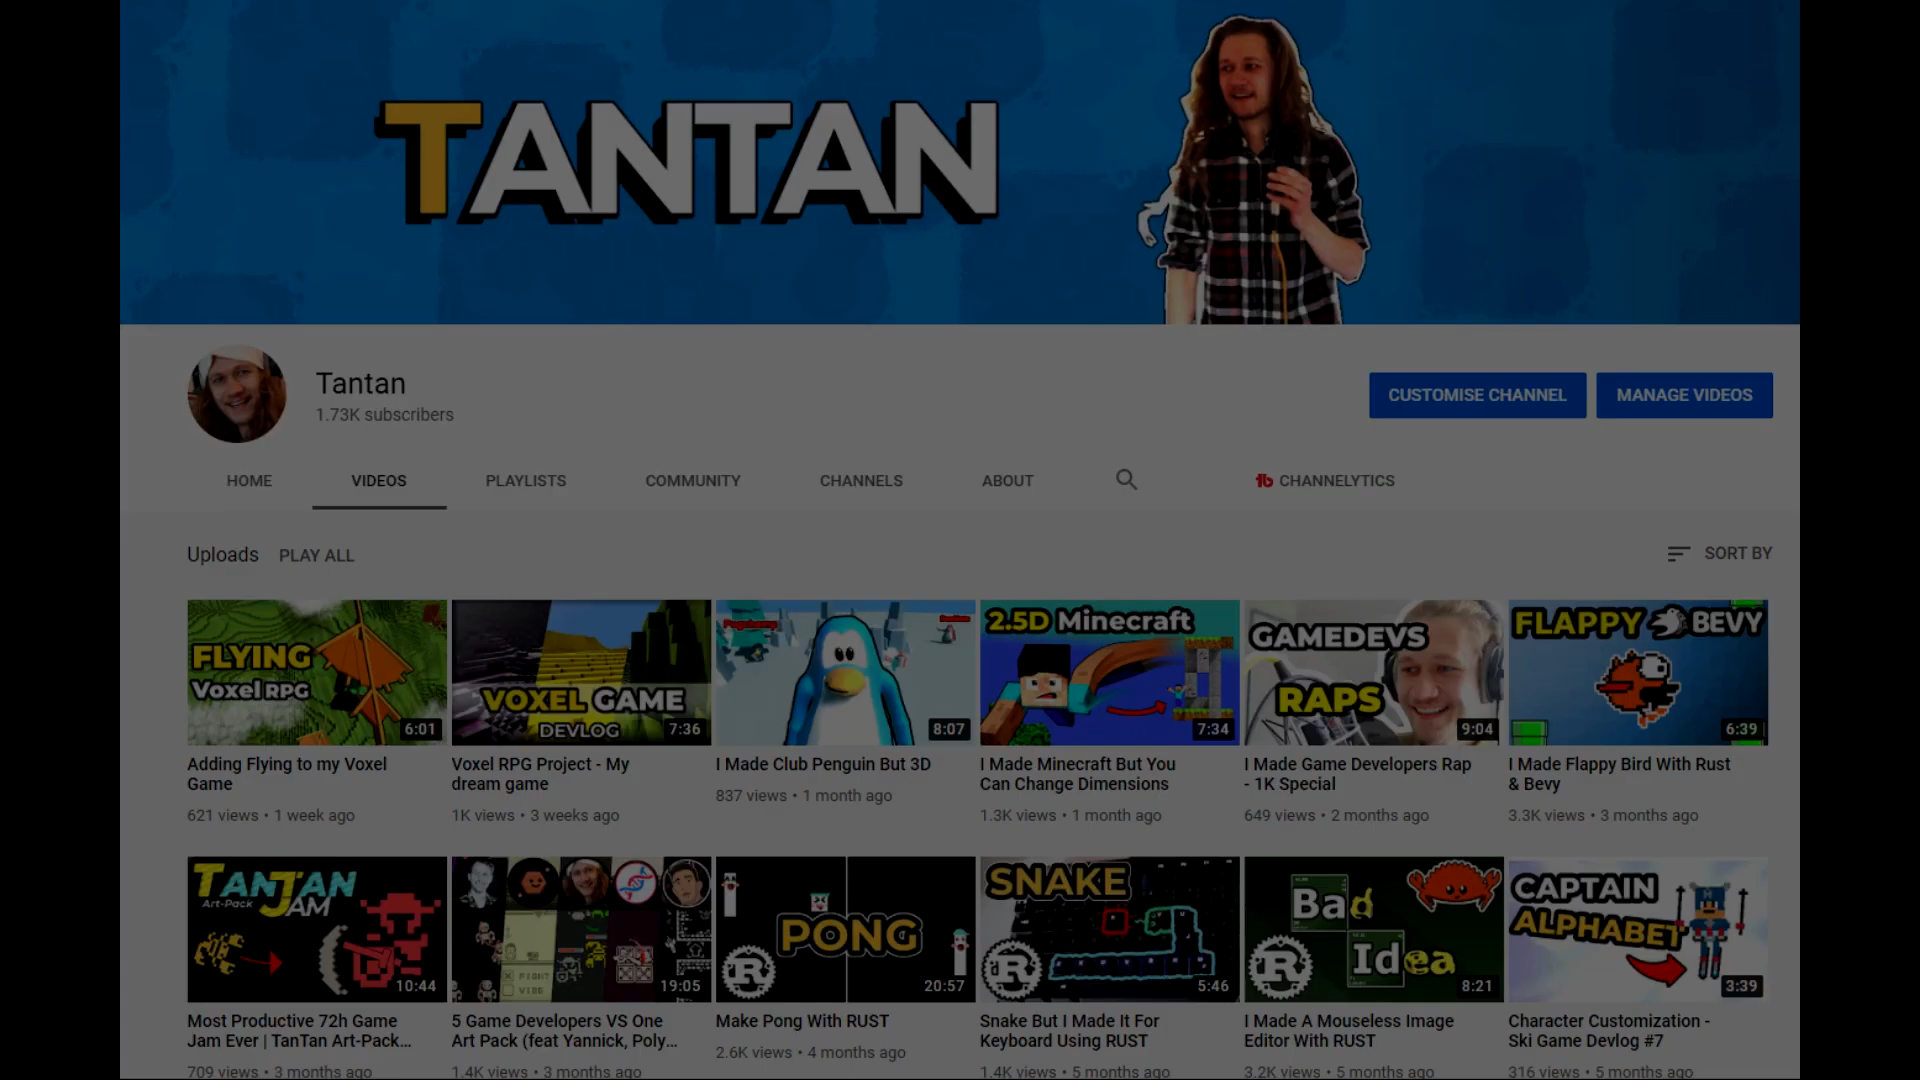 TANTAN
Tantan
1.73K subscribers
CUSTOMISE CHANNEL
MANAGE VIDEOS
HOME
VIDEOS
PLAYLISTS
COMMUNITY
CHANNELS
ABOUT
CHANNELYTICS
Uploads
PLAY ALL
SORT BY
FLYING
Voxel RPG
6:01
Adding Flying to my Voxel
Game
621 views • 1 week ago
VOXEL GAME
DEVLOG
7:36
Voxel RPG Project - My
dream game
1K views • 3 weeks ago
8:07
I Made Club Penguin But 3D
837 views • 1 month ago
2.5D Minecraft
7:34
I Made Minecraft But You
Can Change Dimensions
1.3K views • 1 month ago
GAMEDEVS
RAPS
9:04
I Made Game Developers Rap
- 1K Special
649 views • 2 months ago
FLAPPY BEVY
6:39
I Made Flappy Bird With Rust
& Bevy
3.3K views • 3 months ago
TANJAN
Art-Pack JAM
10:44
Most Productive 72h Game
Jam Ever | TanTan Art-Pack...
709 views • 3 months ago
FIGHT
VIBE
19:05
5 Game Developers VS One
Art Pack (feat Yannick, Poly...
1.4K views • 3 months ago
PONG
R
20:57
Make Pong With RUST
2.6K views • 4 months ago
SNAKE
R
5:46
Snake But I Made It For
Keyboard Using RUST
1.4K views • 5 months ago
Bad
Idea
R
8:21
I Made A Mouseless Image
Editor With RUST
3.2K views • 5 months ago
CAPTAIN
ALPHABET
3:39
Character Customization -
Ski Game Devlog #7
316 views • 5 months ago